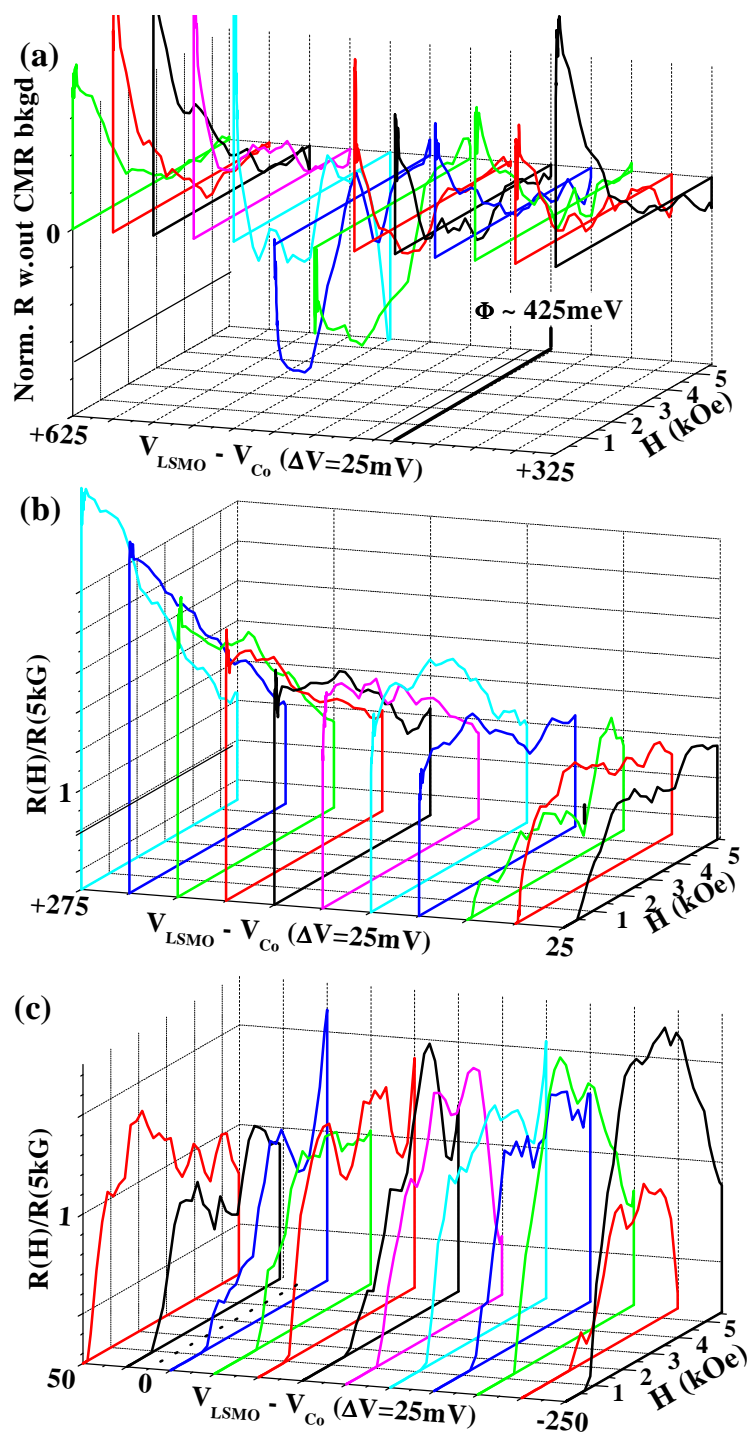 (a)
Norm. R w.out CMR bkgd
0
Φ ~ 425meV
+625
V_LSMO - V_Co (ΔV=25mV)
+325
1 2 3 4 5
H (kOe)
(b)
R(H)/R(5kG)
1
+275
V_LSMO - V_Co (ΔV=25mV)
25
1 2 3 4 5
H (kOe)
(c)
R(H)/R(5kG)
1
50
0
V_LSMO - V_Co (ΔV=25mV)
-250
1 2 3 4 5
H (kOe)